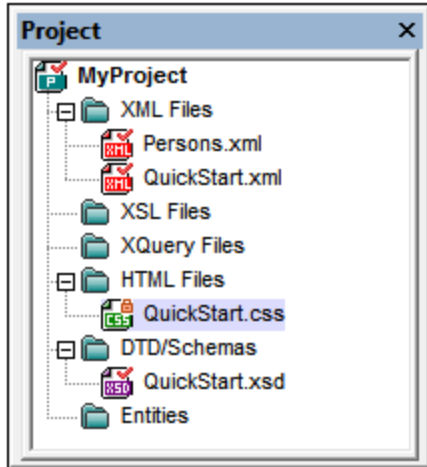 Project
MyProject
XML Files
Persons.xml
QuickStart.xml
XSL Files
XQuery Files
HTML Files
QuickStart.css
DTD/Schemas
QuickStart.xsd
Entities